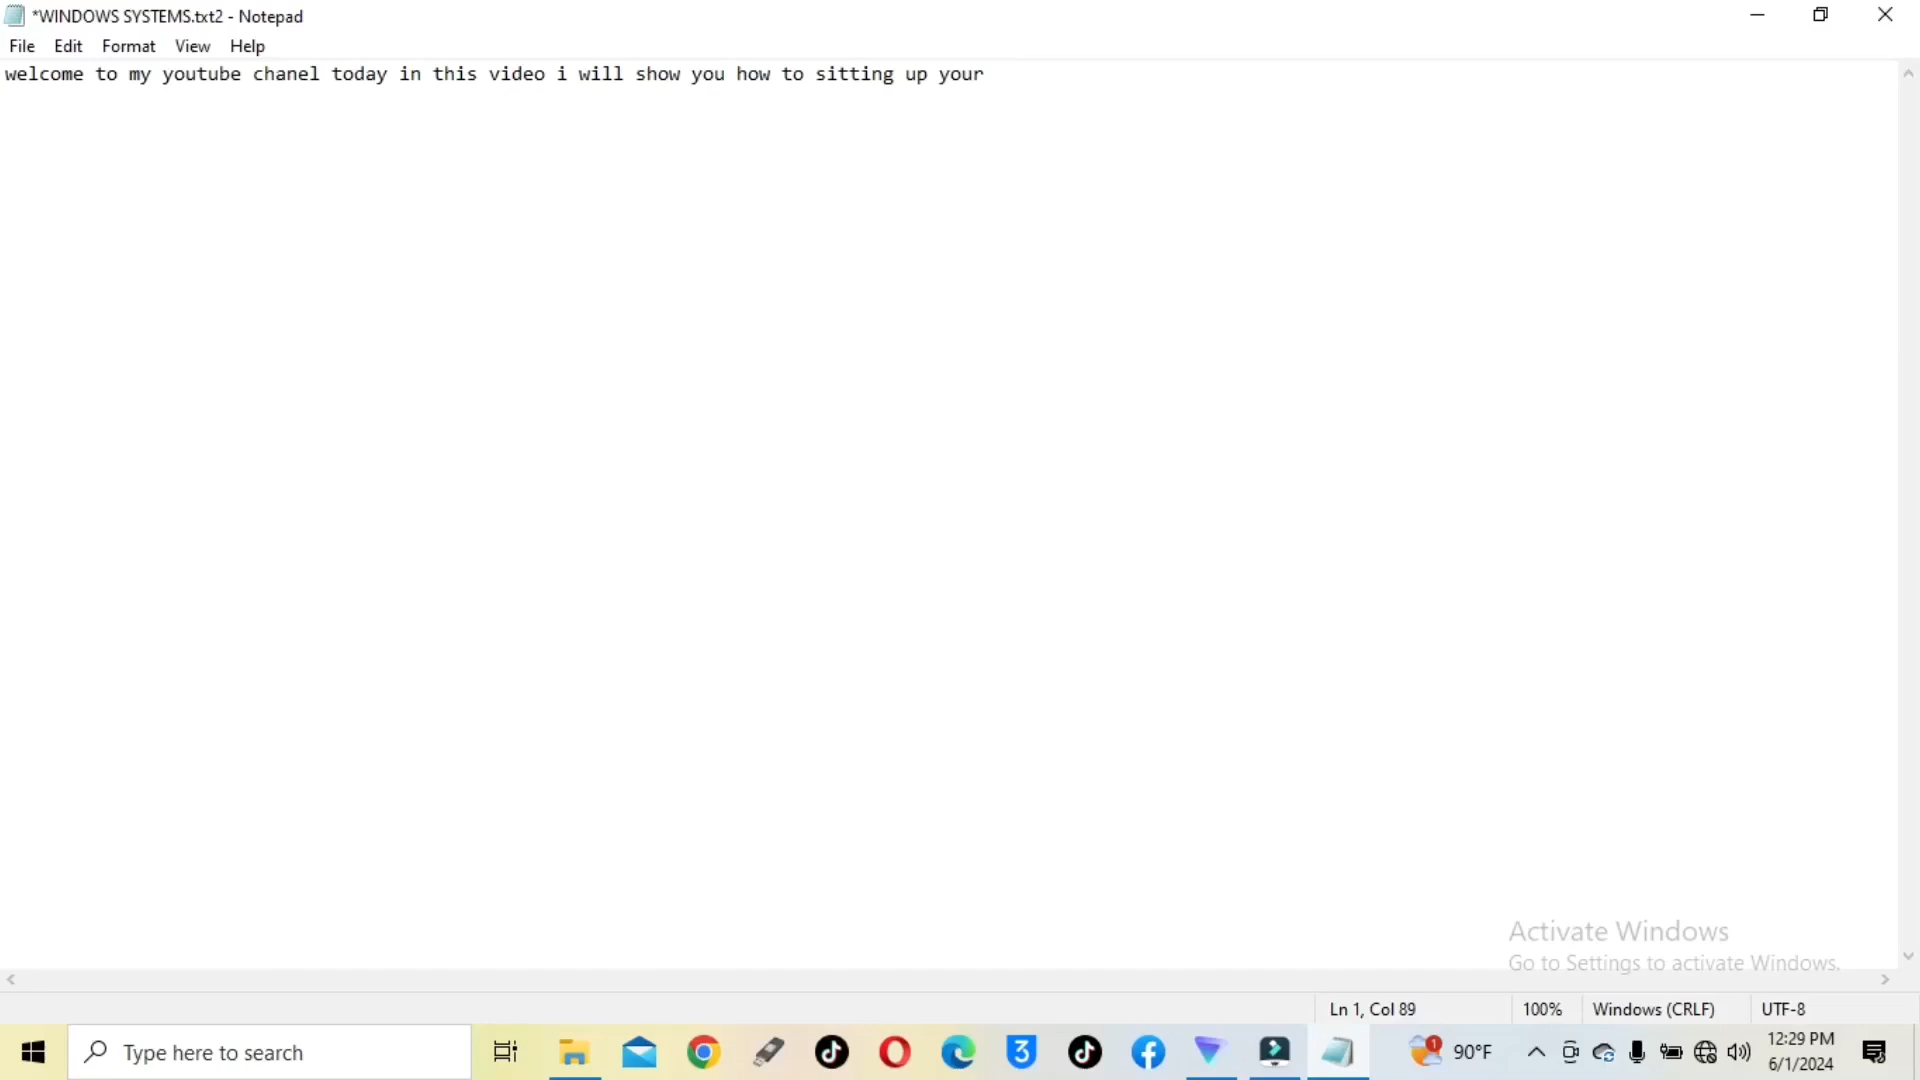 *WINDOWS SYSTEMS.txt2 - Notepad
File Edit Format View Help
welcome to my youtube chanel today in this video i will show you how to sitting up your
Activate Windows
Go to Settings to activate Windows.
Ln 1, Col 89 100% Windows (CRLF) UTF-8
Type here to search 3 1 90°F 12:29 PM
6/1/2024